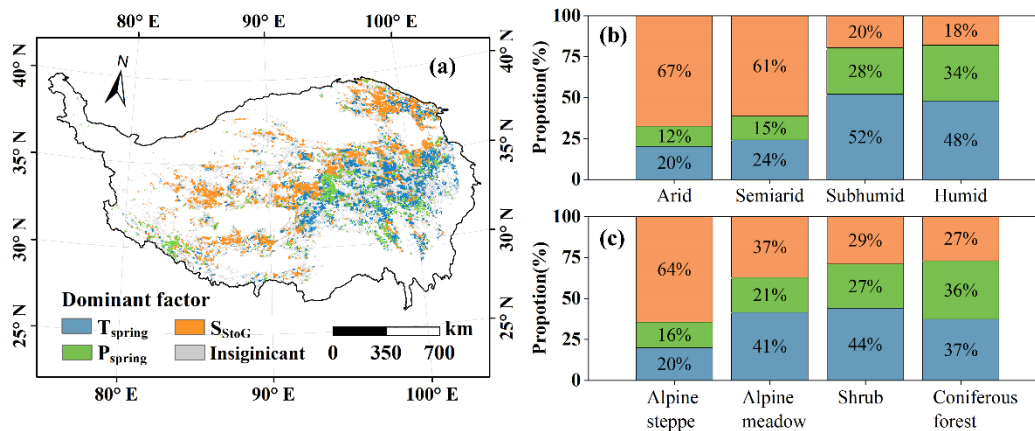 80° E 90° E 100° E
(a)
N
40° N
35° N
30° N
25° N
40° N
35° N
30° N
25° N
Dominant factor
Tspring
SStoG
Pspring
Insiginicant
km
0 350 700
80° E 90° E 100° E
(b)
Propotion(%)
100
75
50
25
0
67% 61% 20% 18%
12% 15% 28% 34%
20% 24% 52% 48%
Arid Semiarid Subhumid Humid
(c)
Propotion(%)
100
75
50
25
0
64% 37% 29% 27%
16% 21% 27% 36%
20% 41% 44% 37%
Alpine Alpine Shrub Coniferous
steppe meadow forest